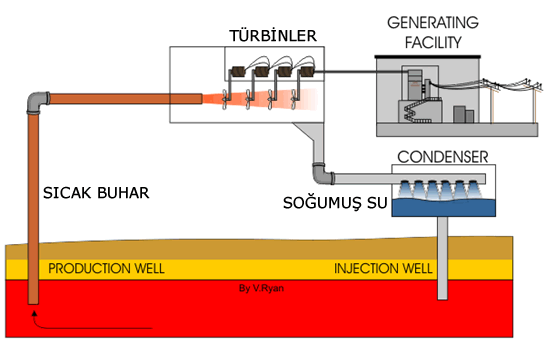 TÜRBİNLER
GENERATING
FACILITY
SICAK BUHAR
CONDENSER
SOĞUMUŞ SU
PRODUCTION WELL
INJECTION WELL
By V.Ryan